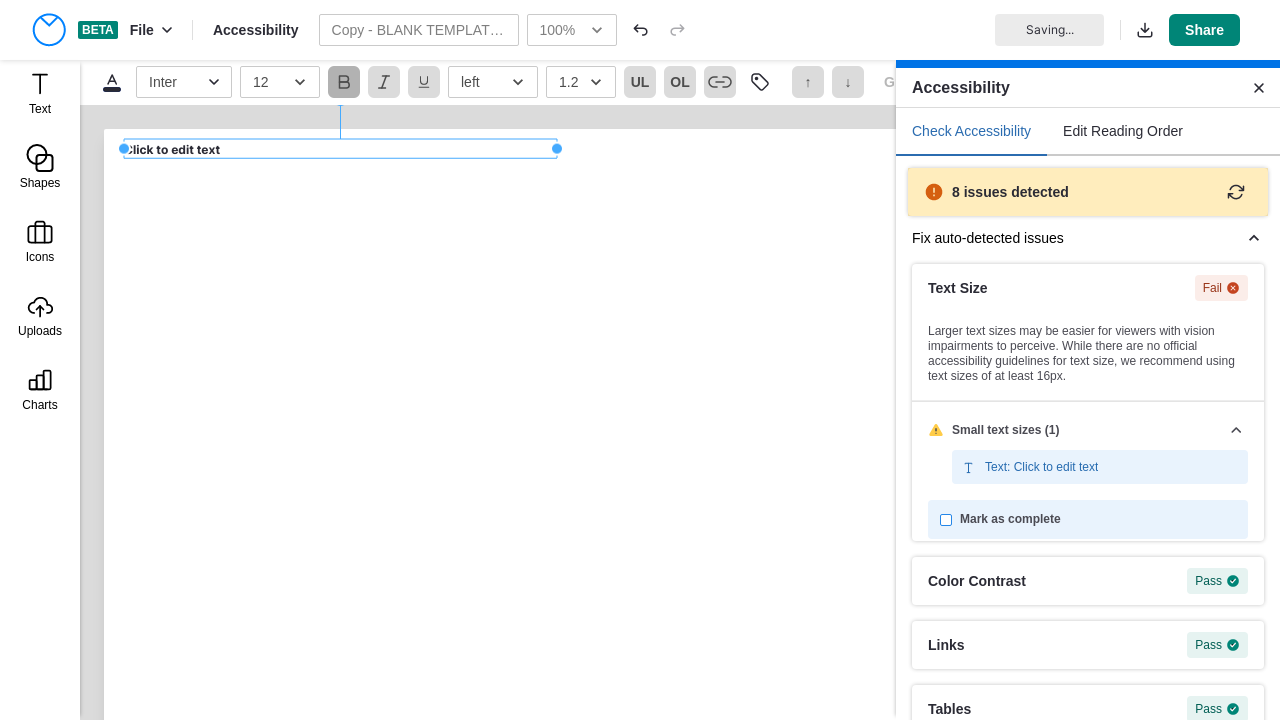 BETA
File
Accessibility
Copy - BLANK TEMPLAT…
100%
Saving...
Share
Text
Shapes
Icons
Uploads
Charts
A
Inter
12
B
I
U
left
1.2
UL
OL
↑
↓
G
Click to edit text
Accessibility
Check Accessibility
Edit Reading Order
8 issues detected
Fix auto-detected issues
Text Size
Fail
Larger text sizes may be easier for viewers with vision
impairments to perceive. While there are no official
accessibility guidelines for text size, we recommend using
text sizes of at least 16px.
Small text sizes (1)
Text: Click to edit text
Mark as complete
Color Contrast
Pass
Links
Pass
Tables
Pass